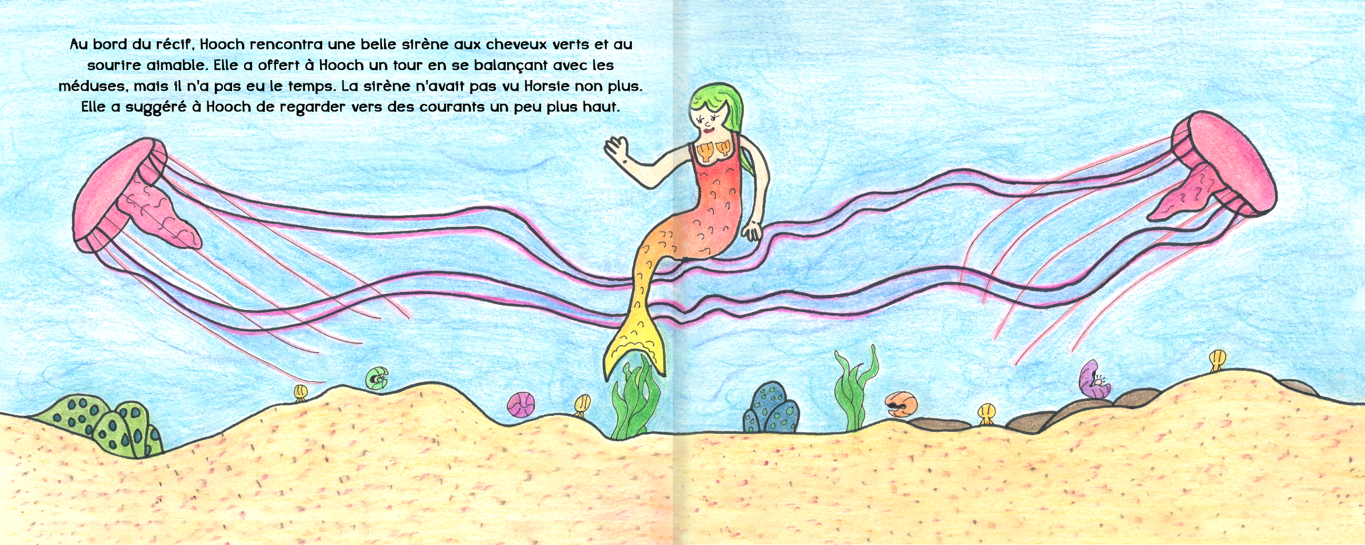 Au bord du récif, Hooch rencontra une belle sirène aux cheveux verts et au
sourire aimable. Elle a offert à Hooch un tour en se balançant avec les
méduses, mais il n'a pas eu le temps. La sirène n'avait pas vu Horsie non plus.
Elle a suggéré à Hooch de regarder vers des courants un peu plus haut.